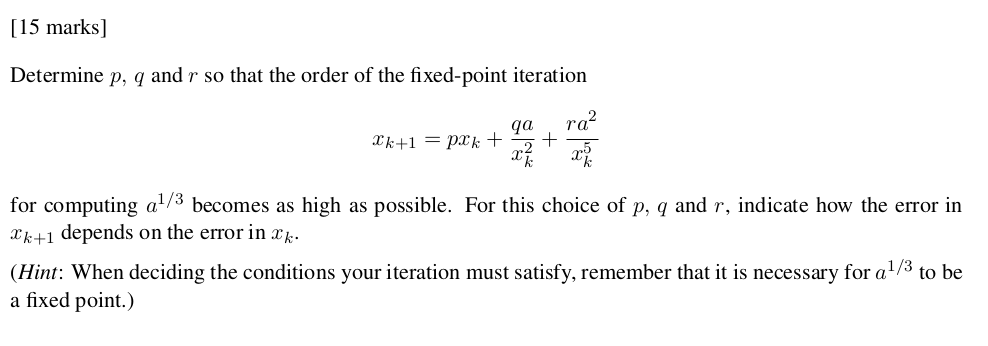 [15 marks]
Determine p, q and r so that the order of the fixed-point iteration
x_{k+1} = px_k + \frac{qa}{x_k^2} + \frac{ra^2}{x_k^5}
for computing a^{1/3} becomes as high as possible. For this choice of p, q and r, indicate how the error in
x_{k+1} depends on the error in x_k.
(Hint: When deciding the conditions your iteration must satisfy, remember that it is necessary for a^{1/3} to be
a fixed point.)